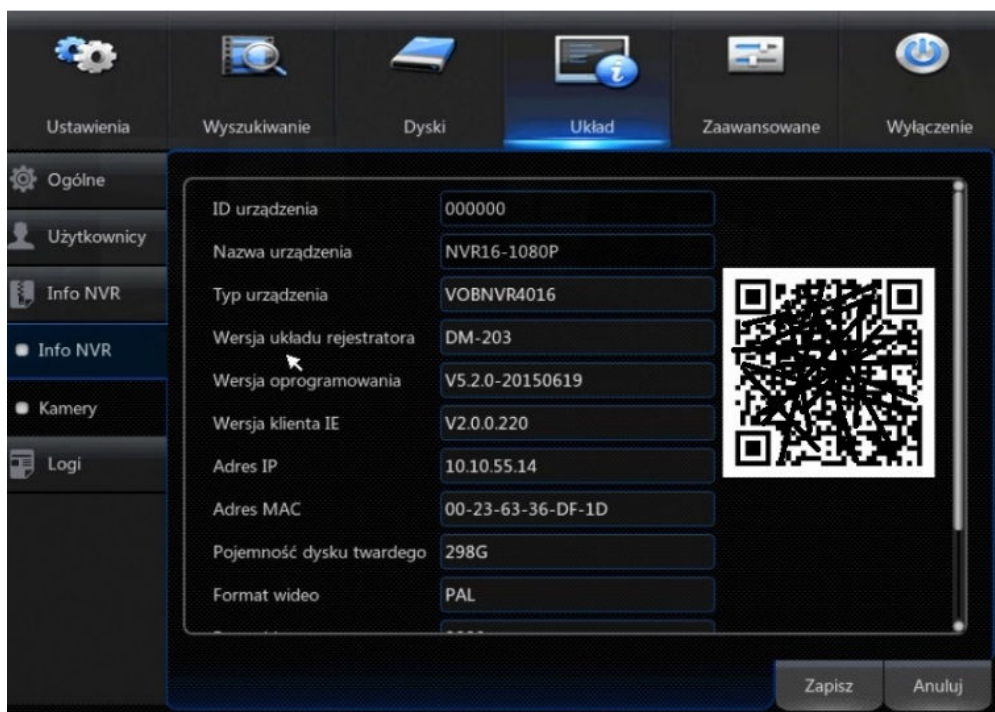 Ustawienia Wyszukiwanie Dyski Układ Zaawansowane Wyłączenie
Ogólne
Użytkownicy
Info NVR
Info NVR
Kamery
Logi
ID urządzenia 000000
Nazwa urządzenia NVR16-1080P
Typ urządzenia VOBNVR4016
Wersja układu rejestratora DM-203
Wersja oprogramowania V5.2.0-20150619
Wersja klienta IE V2.0.0.220
Adres IP 10.10.55.14
Adres MAC 00-23-63-36-DF-1D
Pojemność dysku twardego 298G
Format wideo PAL
Zapisz Anuluj